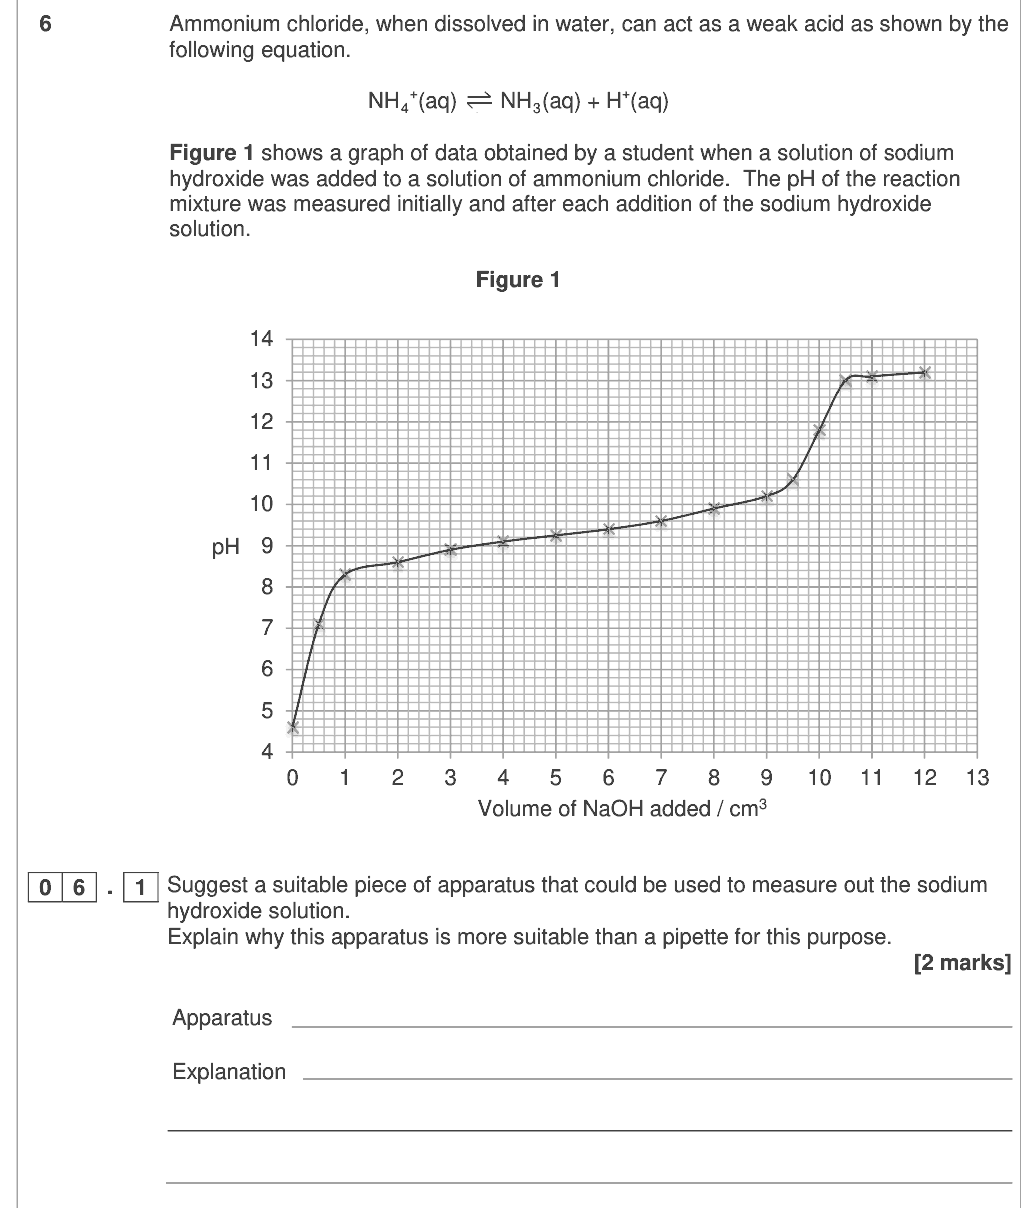 6 Ammonium chloride, when dissolved in water, can act as a weak acid as shown by the
following equation.
NH₄⁺(aq) ⇌ NH₃(aq) + H⁺(aq)
Figure 1 shows a graph of data obtained by a student when a solution of sodium
hydroxide was added to a solution of ammonium chloride. The pH of the reaction
mixture was measured initially and after each addition of the sodium hydroxide
solution.
Figure 1
14
13
12
11
10
pH 9
8
7
6
5
4
0 1 2 3 4 5 6 7 8 9 10 11 12 13
Volume of NaOH added / cm³
0 6 . 1 Suggest a suitable piece of apparatus that could be used to measure out the sodium
hydroxide solution.
Explain why this apparatus is more suitable than a pipette for this purpose.
[2 marks]
Apparatus
Explanation